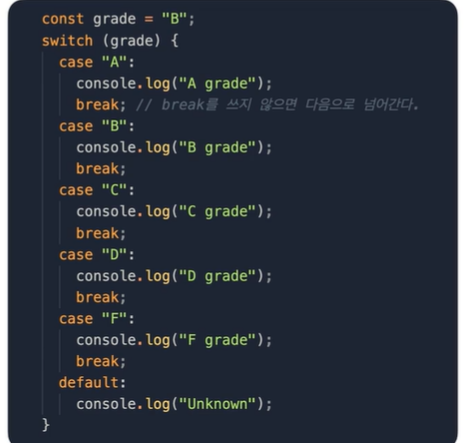 const grade = "B";
switch (grade) {
case "A":
console.log("A grade");
break; // break를 쓰지 않으면 다음으로 넘어간다.
case "B":
console.log("B grade");
break;
case "C":
console.log("C grade");
break;
case "D":
console.log("D grade");
break;
case "F":
console.log("F grade");
break;
default:
console.log("Unknown");
}